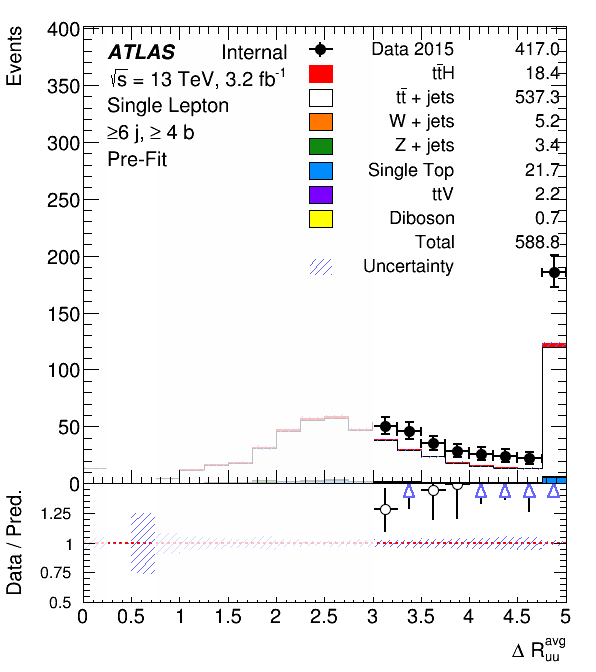 ATLAS Internal
√s = 13 TeV, 3.2 fb⁻¹
Single Lepton
≥6 j, ≥ 4 b
Pre-Fit
Data 2015 417.0
tt̄H 18.4
tt̄ + jets 537.3
W + jets 5.2
Z + jets 3.4
Single Top 21.7
ttV 2.2
Diboson 0.7
Total 588.8
Uncertainty
Events
400
350
300
250
200
150
100
50
0
Data / Pred.
1.25
1
0.75
0.5
0 0.5 1 1.5 2 2.5 3 3.5 4 4.5 5
Δ R_uu^avg